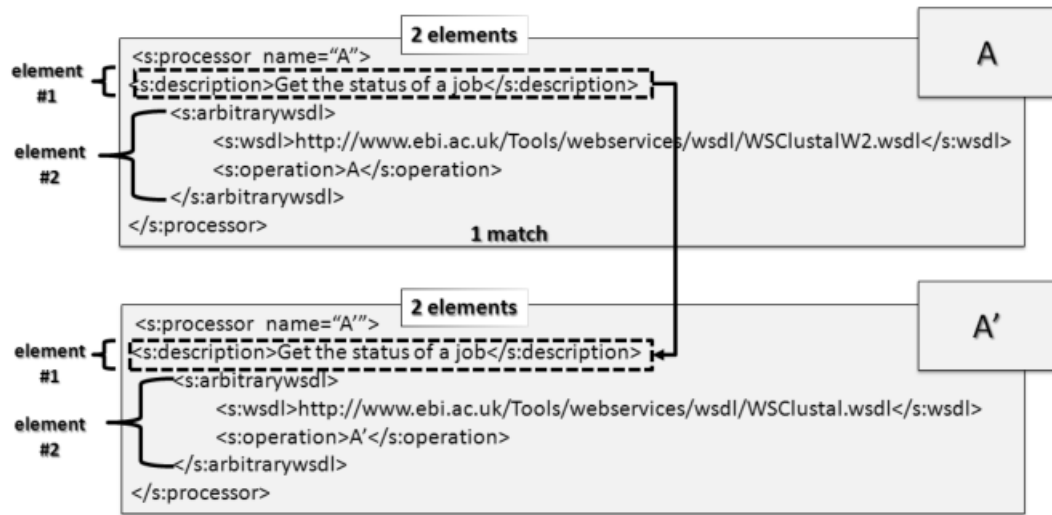 2 elements
A
<s:processor name=“A”>
element #1
<s:description>Get the status of a job</s:description>
<s:arbitrarywsdl>
element #2
<s:wsdl>http://www.ebi.ac.uk/Tools/webservices/wsdl/WSClustalW2.wsdl</s:wsdl>
<s:operation>A</s:operation>
</s:arbitrarywsdl>
</s:processor>
1 match
2 elements
A’
<s:processor name=“A’”>
element #1
<s:description>Get the status of a job</s:description>
<s:arbitrarywsdl>
element #2
<s:wsdl>http://www.ebi.ac.uk/Tools/webservices/wsdl/WSClustal.wsdl</s:wsdl>
<s:operation>A’</s:operation>
</s:arbitrarywsdl>
</s:processor>